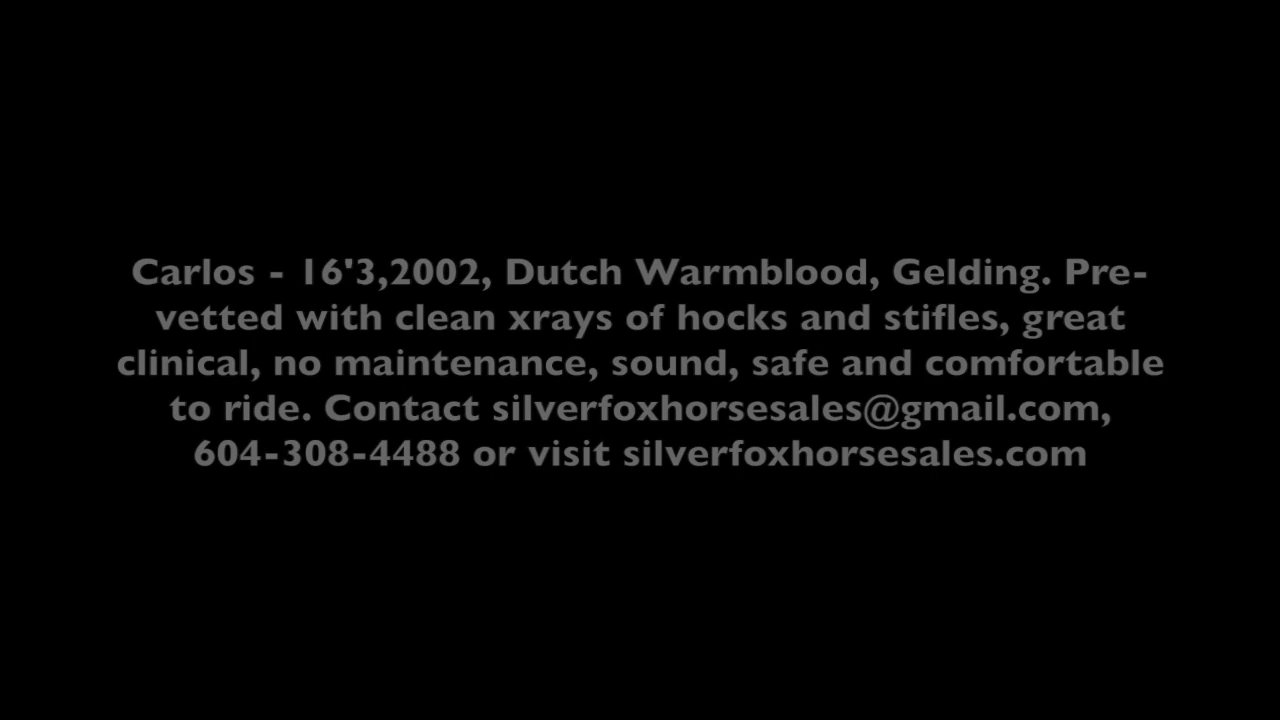 Carlos - 16'3,2002, Dutch Warmblood, Gelding. Pre-
vetted with clean xrays of hocks and stifles, great
clinical, no maintenance, sound, safe and comfortable
to ride. Contact silverfoxhorsesales@gmail.com,
604-308-4488 or visit silverfoxhorsesales.com